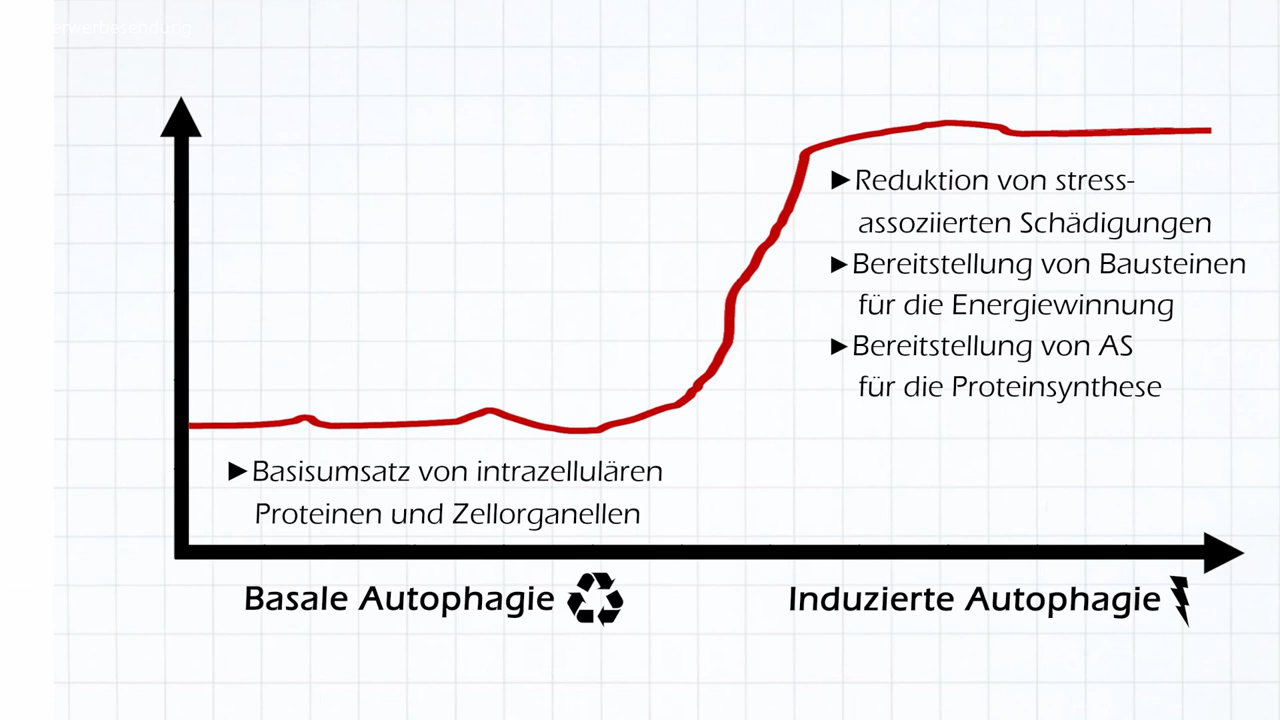 erwerbesendung
►Reduktion von stress-
assoziierten Schädigungen
►Bereitstellung von Bausteinen
für die Energiewinnung
►Bereitstellung von AS
für die Proteinsynthese
►Basisumsatz von intrazellulären
Proteinen und Zellorganellen
Basale Autophagie
Induzierte Autophagie